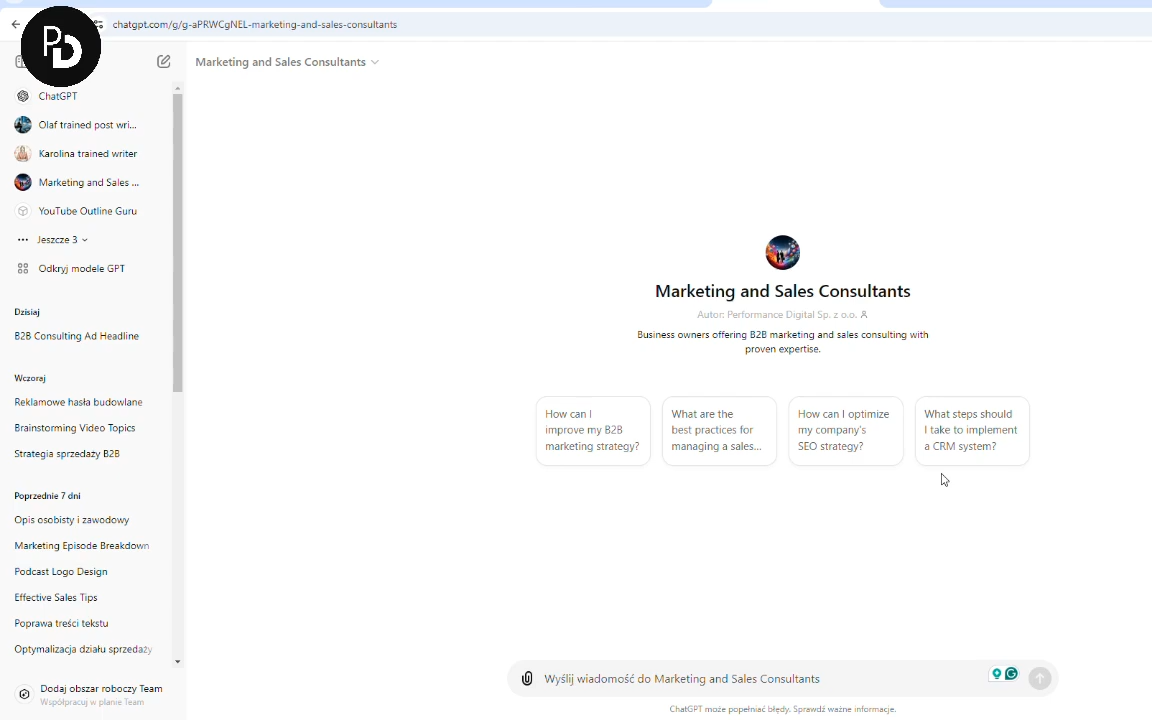 chatgpt.com/g/g-aPRWCgNEL-marketing-and-sales-consultants
PD
Marketing and Sales Consultants
ChatGPT
Olaf trained post wri...
Karolina trained writer
Marketing and Sales ...
YouTube Outline Guru
Jeszcze 3
Odkryj modele GPT
Dzisiaj
B2B Consulting Ad Headline
Wczoraj
Reklamowe hasła budowlane
Brainstorming Video Topics
Strategia sprzedaży B2B
Poprzednie 7 dni
Opis osobisty i zawodowy
Marketing Episode Breakdown
Podcast Logo Design
Effective Sales Tips
Poprawa treści tekstu
Optymalizacja działu sprzedaży
Dodaj obszar roboczy Team
Współpracuj w planie Team
Marketing and Sales Consultants
Autor: Performance Digital Sp. z o.o.
Business owners offering B2B marketing and sales consulting with
proven expertise.
How can I
improve my B2B
marketing strategy?
What are the
best practices for
managing a sales...
How can I optimize
my company's
SEO strategy?
What steps should
I take to implement
a CRM system?
Wyślij wiadomość do Marketing and Sales Consultants
ChatGPT może popełniać błędy. Sprawdź ważne informacje.